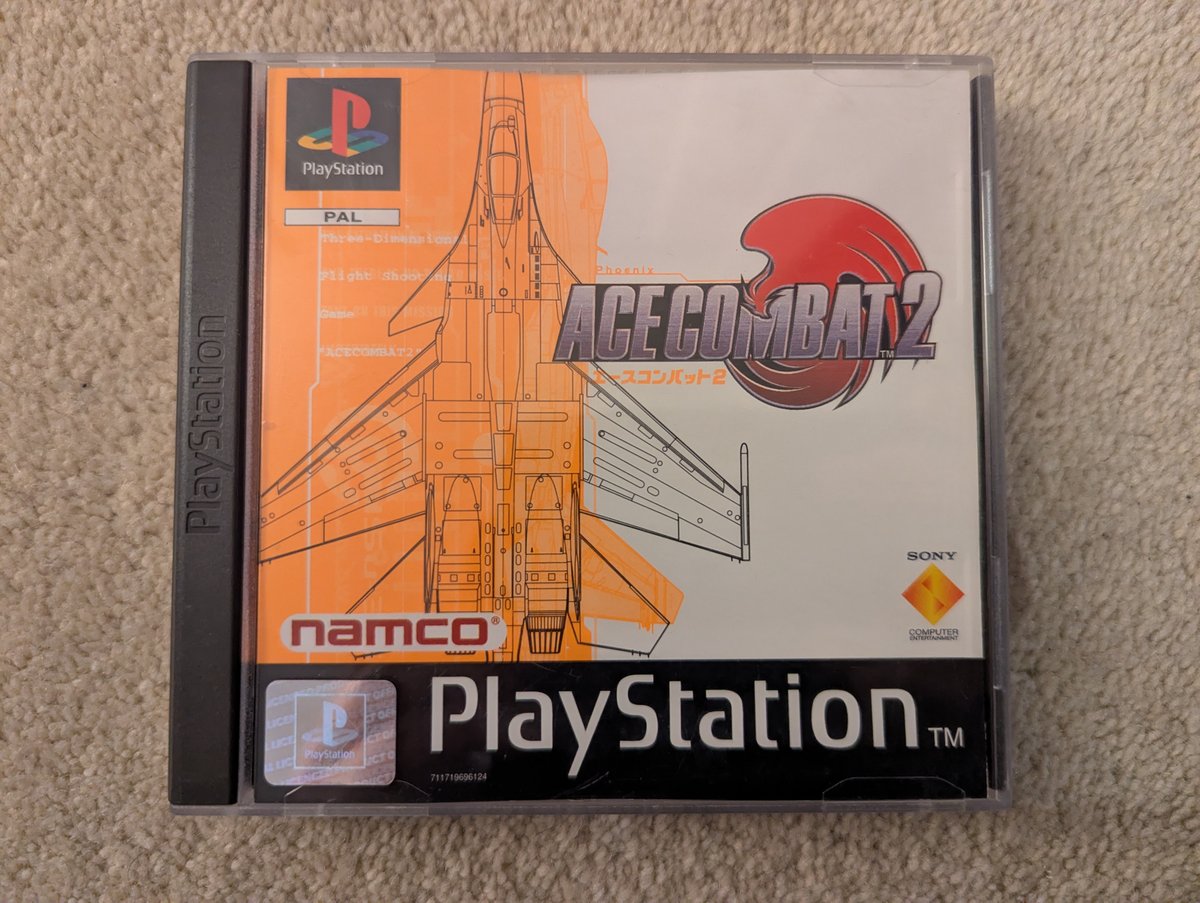 PlayStation
PlayStation
PAL
Three-Dimensional
Flight Shooting
Game
"ACECOMBAT2"
Phoenix
ACE COMBAT 2
TM
エースコンバット2
SONY
COMPUTER
ENTERTAINMENT
namco®
PlayStation
PlayStation TM
711719696124